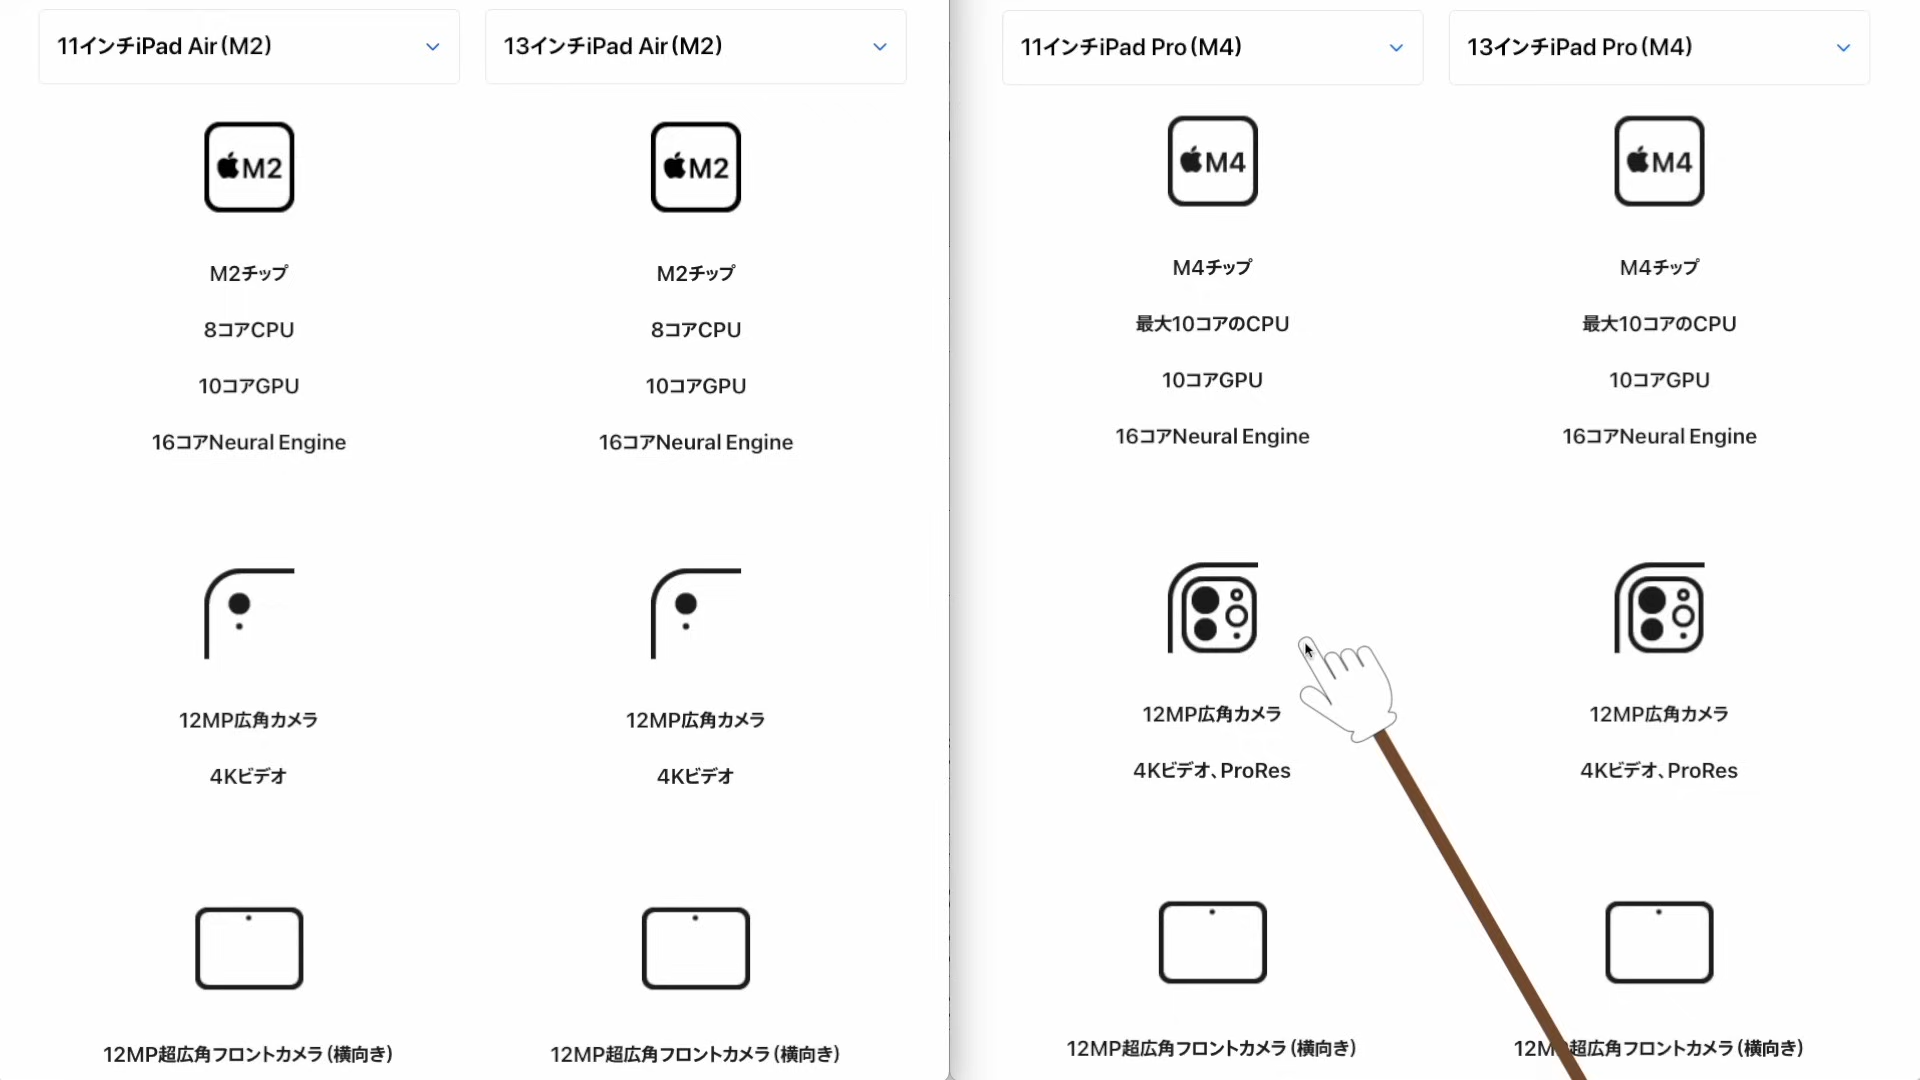 11インチiPad Air（M2）
13インチiPad Air（M2）
11インチiPad Pro（M4）
13インチiPad Pro（M4）
M2
M2
M4
M4
M2チップ
M2チップ
M4チップ
M4チップ
8コアCPU
8コアCPU
最大10コアのCPU
最大10コアのCPU
10コアGPU
10コアGPU
10コアGPU
10コアGPU
16コアNeural Engine
16コアNeural Engine
16コアNeural Engine
16コアNeural Engine
12MP広角カメラ
12MP広角カメラ
12MP広角カメラ
12MP広角カメラ
4Kビデオ
4Kビデオ
4Kビデオ、ProRes
4Kビデオ、ProRes
12MP超広角フロントカメラ（横向き）
12MP超広角フロントカメラ（横向き）
12MP超広角フロントカメラ（横向き）
12MP超広角フロントカメラ（横向き）